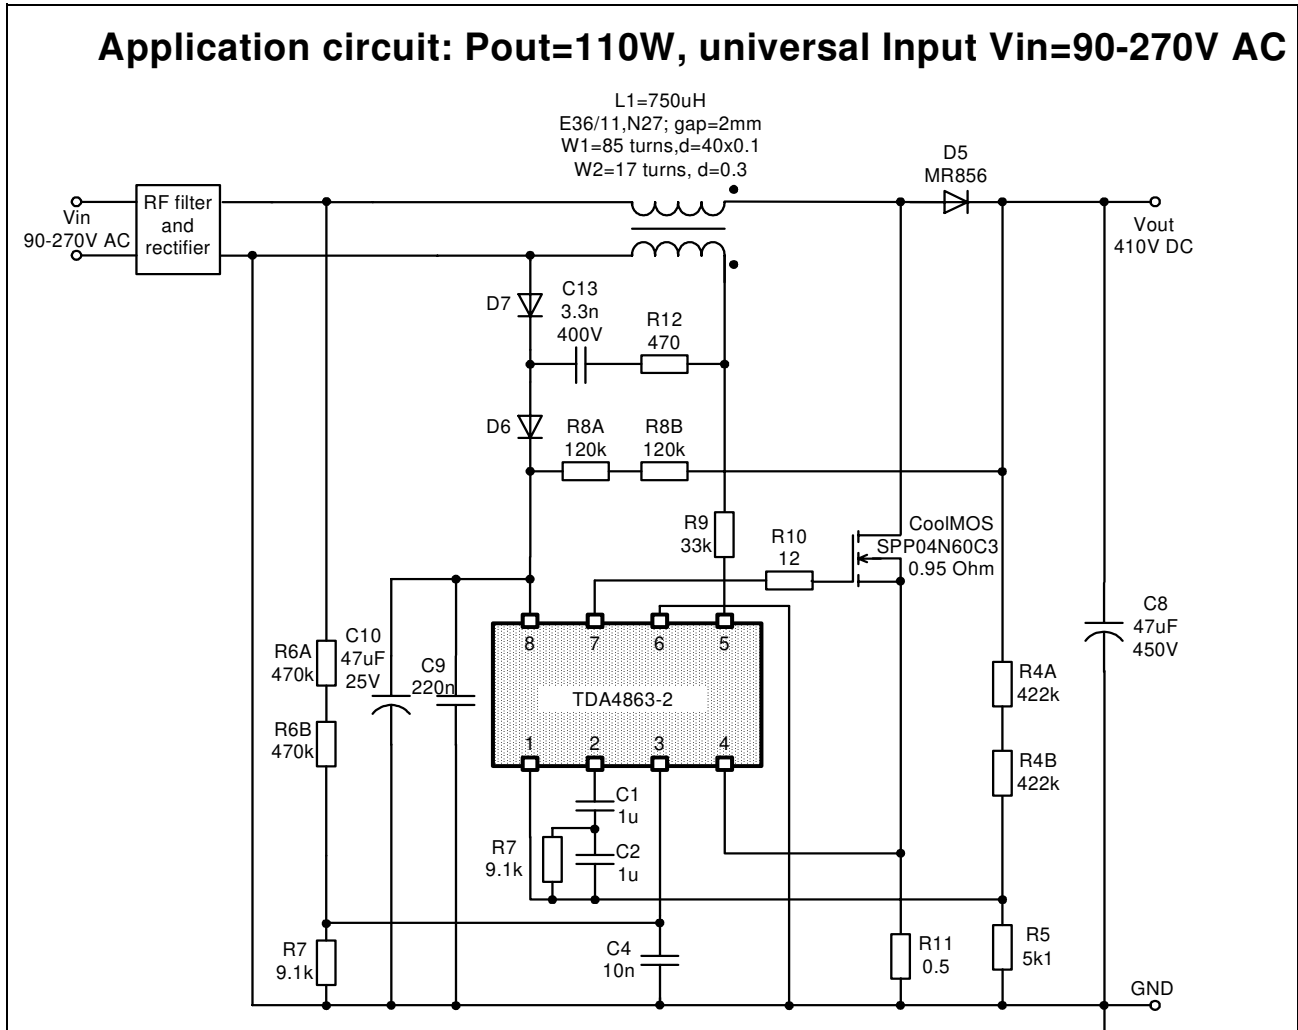 Application circuit: Pout=110W, universal Input Vin=90-270V AC
L1=750uH
E36/11,N27; gap=2mm
W1=85 turns,d=40x0.1
W2=17 turns, d=0.3
D5
MR856
RF filter
and
rectifier
Vin
90-270V AC
Vout
410V DC
D7
C13
3.3n
400V
R12
470
D6
R8A
120k
R8B
120k
R9
33k
R10
12
CoolMOS
SPP04N60C3
0.95 Ohm
C8
47uF
450V
8
7
6
5
R6A
470k
C10
47uF
25V
C9
220n
TDA4863-2
R4A
422k
R6B
470k
1
2
3
4
R4B
422k
C1
1u
R7
9.1k
C2
1u
R7
9.1k
C4
10n
R11
0.5
R5
5k1
GND